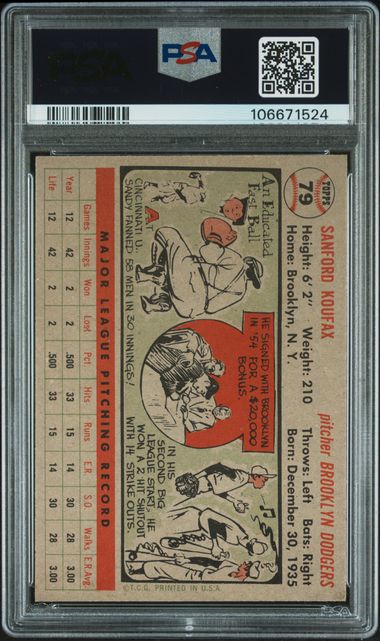 PSA
PSA
106671524
TOPPS
79
SANFORD KOUFAX
pitcher BROOKLYN DODGERS
Height: 6' 2" Weight: 210 Throws: Left Bats: Right
Home: Brooklyn, N. Y. Born: December 30, 1935
An Educated
Fast Ball
AT
CINCINNATI U.
SANDY FANNED 58 MEN IN 30 INNINGS!
HE SIGNED WITH BROOKLYN
IN '54 FOR A $20,000
BONUS.
IN HIS
SECOND BIG
LEAGUE START HE
WON A 2 HIT SHUTOUT
WITH 14 STRIKE OUTS.
©T.C.G. PRINTED IN U.S.A.
MAJOR LEAGUE PITCHING RECORD
Games Innings Won Lost Pct. Hits Runs E.R. S.O. Walks E.R.Avg.
Year 12 42 2 2 .500 33 15 14 30 28 3.00
Life 12 42 2 2 .500 33 15 14 30 28 3.00
PSA